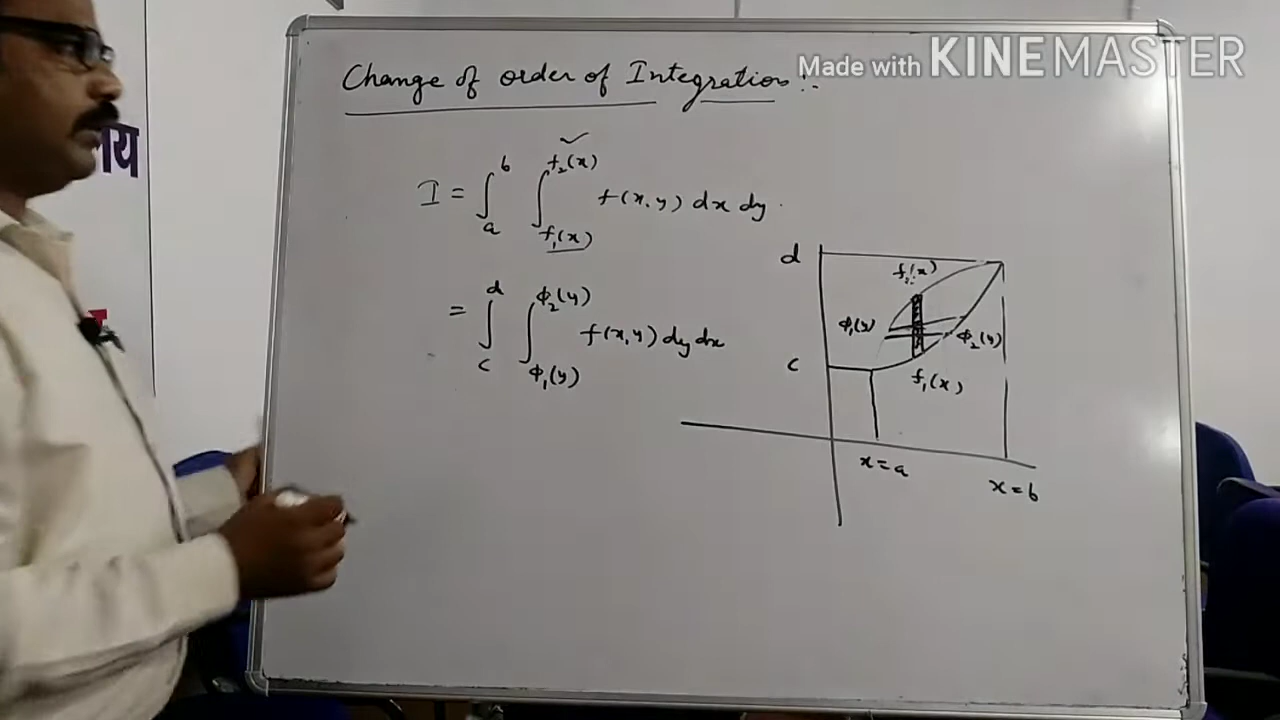 Made with KINEMASTER
Change of order of Integration :-
I = ∫_a^b ∫_{f₁(x)}^{f₂(x)} f(x,y) dx dy.
= ∫_c^d ∫_{φ₁(y)}^{φ₂(y)} f(x,y) dy dx
d
f₂(x)
φ₁(y)
φ₂(y)
c
f₁(x)
x=a
x=b